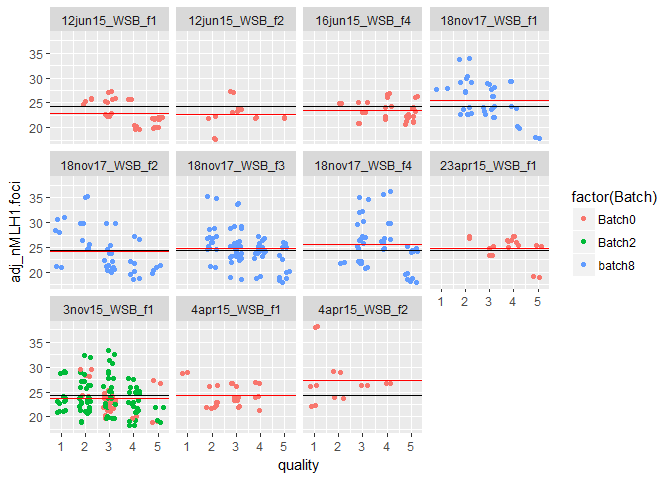 12jun15_WSB_f1 12jun15_WSB_f2 16jun15_WSB_f4 18nov17_WSB_f1
35
30
25
20
18nov17_WSB_f2 18nov17_WSB_f3 18nov17_WSB_f4 23apr15_WSB_f1
35
30
25
20
3nov15_WSB_f1 4apr15_WSB_f1 4apr15_WSB_f2
35
30
25
20
1 2 3 4 5
1 2 3 4 5
1 2 3 4 5
1 2 3 4 5
quality
adj_nMLH1.foci
factor(Batch)
Batch0
Batch2
batch8